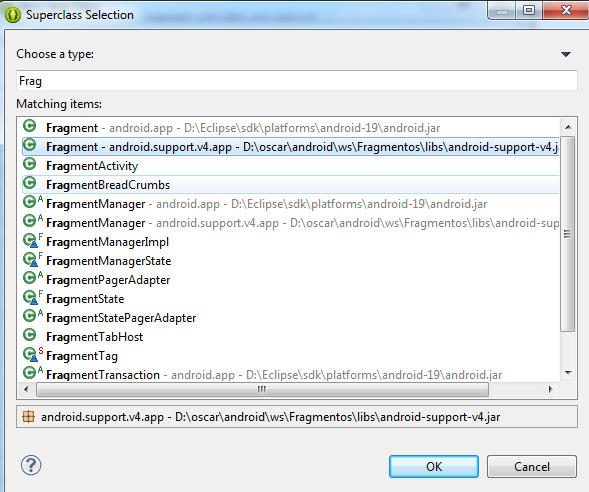 Superclass Selection
Choose a type:
Frag
Matching items:
C Fragment - android.app - D:\Eclipse\sdk\platforms\android-19\android.jar
C Fragment - android.support.v4.app - D:\oscar\android\ws\Fragmentos\libs\android-support-v4.j
C FragmentActivity
C FragmentBreadCrumbs
C A FragmentManager - android.app - D:\Eclipse\sdk\platforms\android-19\android.jar
C A FragmentManager - android.support.v4.app - D:\oscar\android\ws\Fragmentos\libs\android-sup
C F FragmentManagerImpl
C F FragmentManagerState
C A FragmentPagerAdapter
C F FragmentState
C A FragmentStatePagerAdapter
C FragmentTabHost
C S FragmentTag
C A FragmentTransaction - android.app - D:\Eclipse\sdk\platforms\android-19\android.jar
android.support.v4.app - D:\oscar\android\ws\Fragmentos\libs\android-support-v4.jar
? OK Cancel